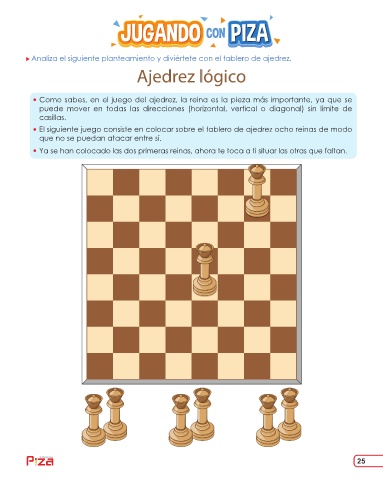 JUGANDO CON PIZA
Analiza el siguiente planteamiento y diviértete con el tablero de ajedrez.
Ajedrez lógico
• Como sabes, en el juego del ajedrez, la reina es la pieza más importante, ya que se
puede mover en todas las direcciones (horizontal, vertical o diagonal) sin límite de
casillas.
• El siguiente juego consiste en colocar sobre el tablero de ajedrez ocho reinas de modo
que no se puedan atacar entre sí.
• Ya se han colocado las dos primeras reinas, ahora te toca a ti situar las otras que faltan.
Piza
25